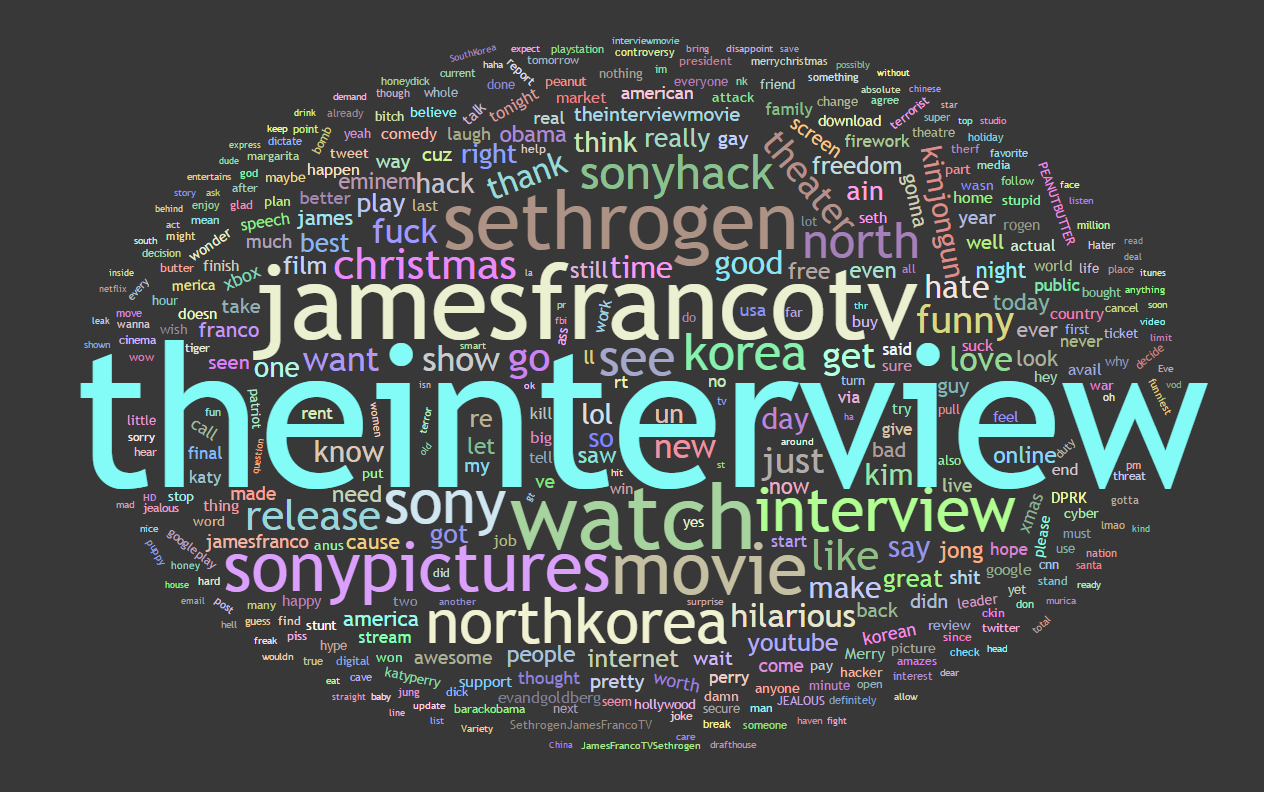 interviewmovie
SouthKorea expect playstation controversy bring disappoint save
haha report tomorrow nothing im president merrychristmas possibly
honeydick current done peanut everyone nk friend something without
demand though whole talk tonight market american attack family change absolute agree terrorist chinese
drink already bitch believe real theinterviewmovie screen download star
keep point bomb yeah comedy laugh obama think really gay firework super top studio
express dictate tweet cuz right help theater theatre therf holiday
dude margarita way thank sonyhack freedom kimjongun part media favorite
entertains god happen hack gonna wasn follow PEANUTBUTTER face
story ask after maybe eminem ain home stupid listen
behind enjoy glad plan better play last sethrogen seth year rogen million
act mean speech james lot
south might wonder much best fuck north well actual Hater read
decision butter finish film christmas still time good free even all night world life place deal
inside every merica xbox la jamesfrancotv hate public bought itunes
netflix hour take pr work usa far thr today country cancel anything
leak move wanna doesn franco fbi ass do buy funny ever first ticket soon
cinema wish smart never video
shown wow tiger seen one want show go ll see korea get said love look suck why decide limit
patriot isn ok rt no turn sure hey avail Eve
theinterview
fun rent women terror kill lol un tv day via guy war oh funniest vod
little call re big so new ha try pull feel
sorry question know let old tell saw around give bad online duty
hear final my hit st just also end pm
katy put ve win now kim live threat
mad HD stop made need sony gt watch yes interview xmas DPRK gotta
jealous thing release cyber
nice word got job start please lmao kind
puppy googleplay jamesfranco anus cause sonypictures movie like say jong hope use must nation
honey did great shit google cnn santa
house hard stand ready
email post many happy two another surprise make didn leader yet don murica
hell guess find stunt america northkorea hilarious back ckin total
freak piss stream youtube korean review since twitter
wouldn hype won awesome people internet wait Merry picture check head
true digital come pay hacker amazes
eat cave katyperry support thought pretty worth perry anyone minute open interest dear
straight baby jung dick evandgoldberg seem hollywood damn JEALOUS definitely allow
line update barackobama next joke secure man
list Variety SethrogenJamesFrancoTV break someone haven fight
care
China JamesFrancoTVSethrogen drafthouse